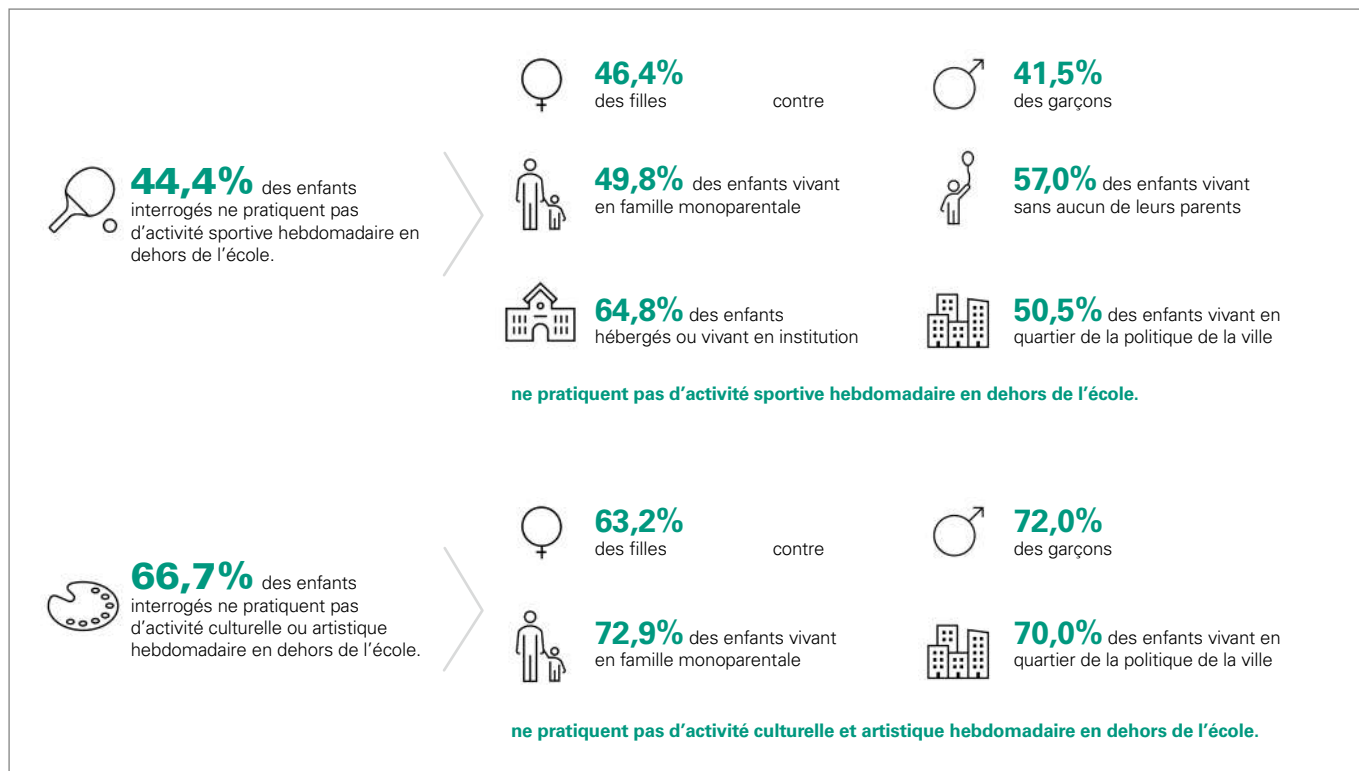 46,4%
des filles
contre
41,5%
des garçons
44,4% des enfants
interrogés ne pratiquent pas
d’activité sportive hebdomadaire en
dehors de l’école.
49,8% des enfants vivant
en famille monoparentale
57,0% des enfants vivant
sans aucun de leurs parents
64,8% des enfants
hébergés ou vivant en institution
50,5% des enfants vivant en
quartier de la politique de la ville
ne pratiquent pas d’activité sportive hebdomadaire en dehors de l’école.
63,2%
des filles
contre
72,0%
des garçons
66,7% des enfants
interrogés ne pratiquent pas
d’activité culturelle ou artistique
hebdomadaire en dehors de l’école.
72,9% des enfants vivant
en famille monoparentale
70,0% des enfants vivant en
quartier de la politique de la ville
ne pratiquent pas d’activité culturelle et artistique hebdomadaire en dehors de l’école.